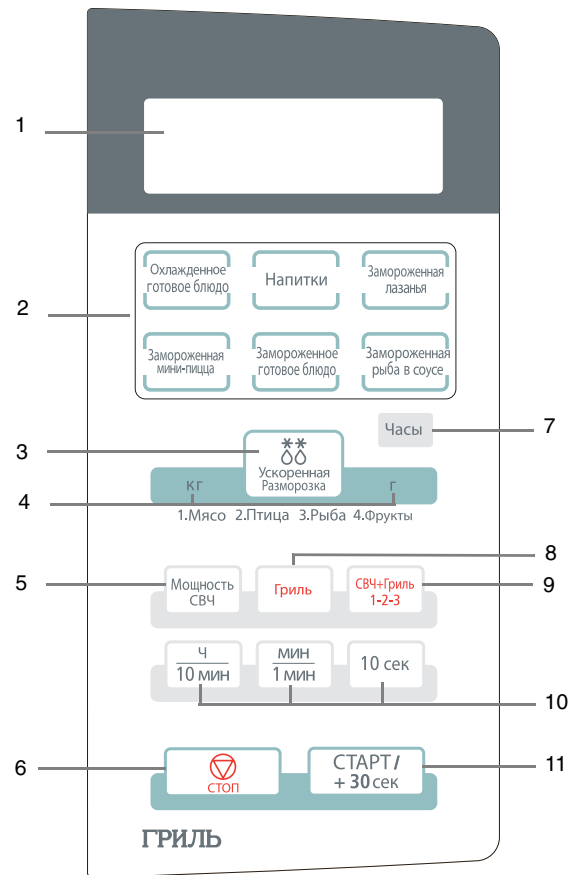 1
2
Охлажденное
готовое блюдо
Напитки
Замороженная
лазанья
Замороженная
мини-пицца
Замороженное
готовое блюдо
Замороженная
рыба в соусе
Часы
7
3
Ускоренная
Разморозка
4
кг
г
1.Мясо 2.Птица 3.Рыба 4.Фрукты
8
5
Мощность
СВЧ
Гриль
СВЧ+Гриль
1-2-3
9
ч
10 мин
мин
1 мин
10 сек
10
6
СТОП
СТАРТ/
+ 30 сек
11
ГРИЛЬ